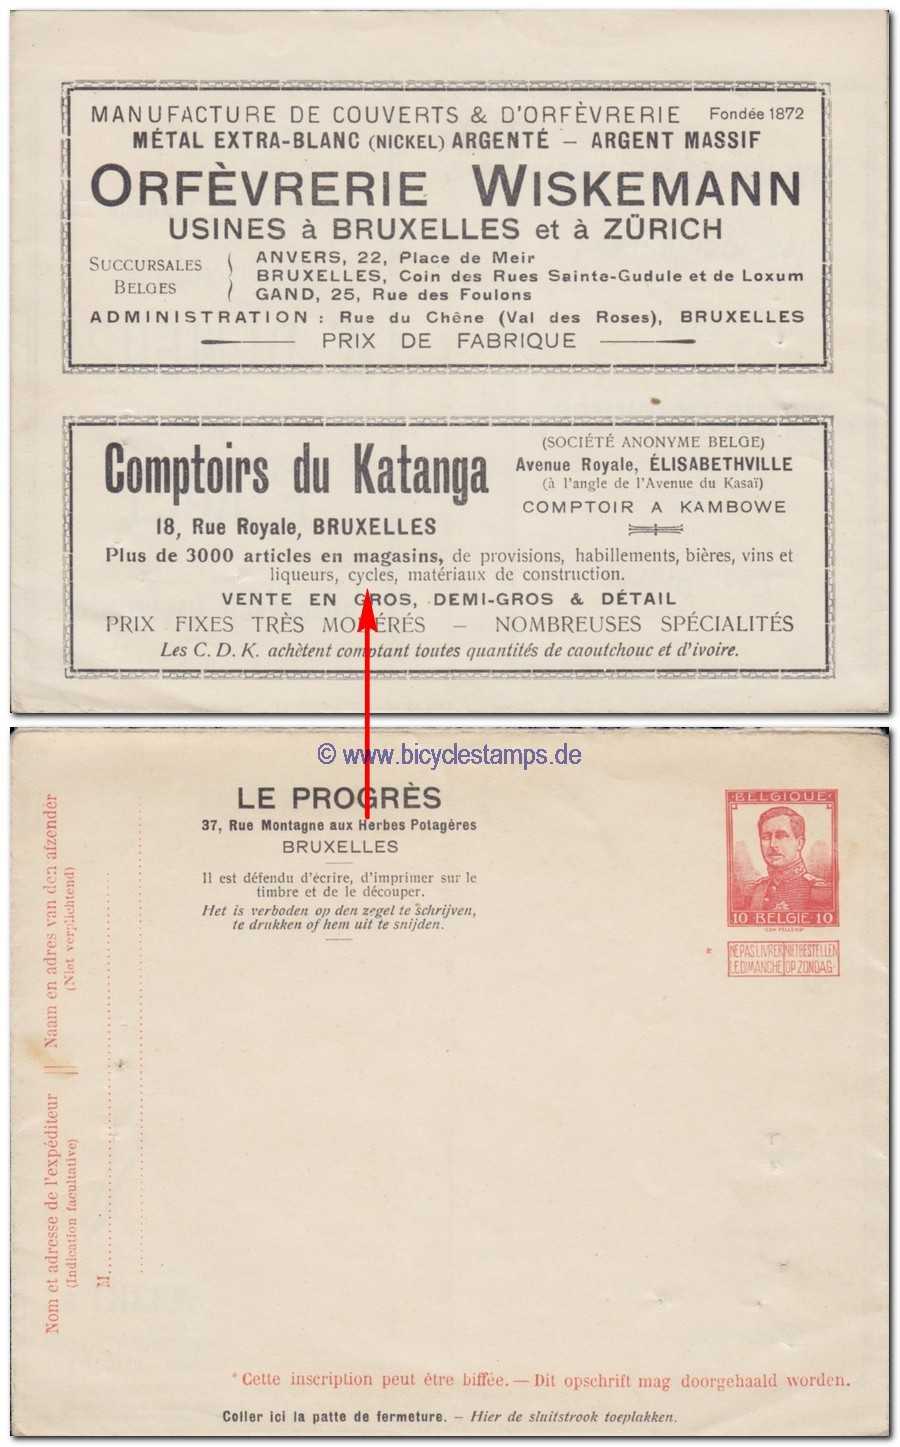 MANUFACTURE DE COUVERTS & D'ORFÈVRERIE Fondée 1872
MÉTAL EXTRA-BLANC (NICKEL) ARGENTÉ — ARGENT MASSIF
ORFÈVRERIE WISKEMANN
USINES à BRUXELLES et à ZÜRICH
SUCCURSALES BELGES
ANVERS, 22, Place de Meir
BRUXELLES, Coin des Rues Sainte-Gudule et de Loxum
GAND, 25, Rue des Foulons
ADMINISTRATION : Rue du Chêne (Val des Roses), BRUXELLES
PRIX DE FABRIQUE
Comptoirs du Katanga
18, Rue Royale, BRUXELLES
(SOCIÉTÉ ANONYME BELGE)
Avenue Royale, ÉLISABETHVILLE
(à l'angle de l'Avenue du Kasaï)
COMPTOIR A KAMBOWE
Plus de 3000 articles en magasins, de provisions, habillements, bières, vins et
liqueurs, cycles, matériaux de construction.
VENTE EN GROS, DEMI-GROS & DÉTAIL
PRIX FIXES TRÈS MODÉRÉS — NOMBREUSES SPÉCIALITÉS
Les C. D. K. achètent comptant toutes quantités de caoutchouc et d'ivoire.
© www.bicyclestamps.de
LE PROGRÈS
37, Rue Montagne aux Herbes Potagères
BRUXELLES
Il est défendu d'écrire, d'imprimer sur le
timbre et de le découper.
Het is verboden op den zegel te schrijven,
te drukken of hem uit te snijden.
BELGIQUE
10 BELGIE 10
* NE PAS LIVRER NIET BESTELLEN
LE DIMANCHE OP ZONDAG
Nom et adresse de l'expéditeur || Naam en adres van den afzender
(Indication facultative) (Niet verplichtend)
M
*Cette inscription peut être biffée. — Dit opschrift mag doorgehaald worden.
Coller ici la patte de fermeture. – Hier de sluitstrook toeplakken.